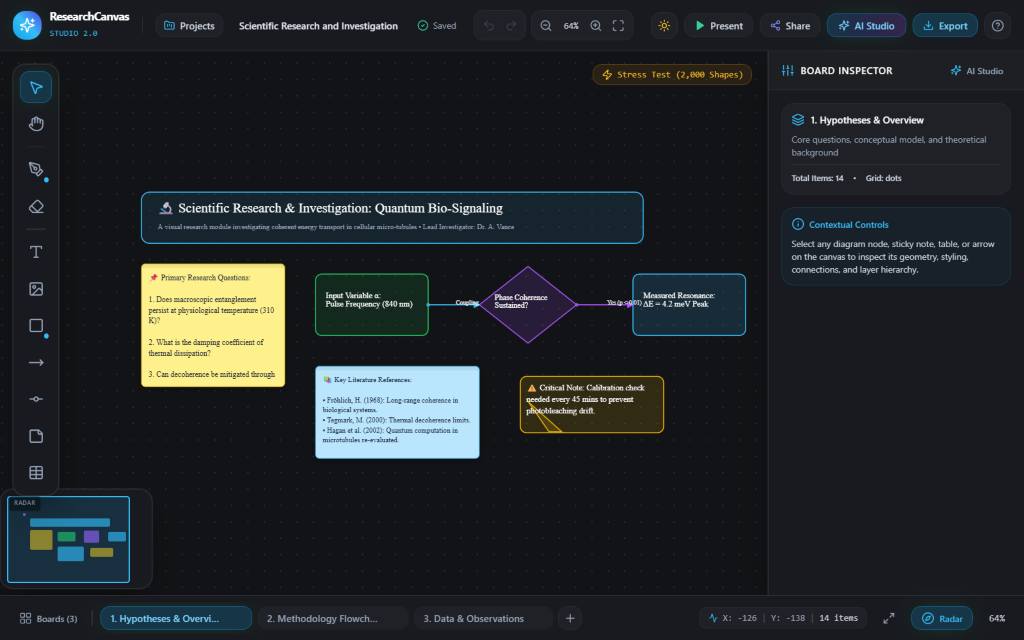 ResearchCanvas
STUDIO 2.0
Projects
Scientific Research and Investigation
Saved
64%
Present
Share
AI Studio
Export
Stress Test (2,000 Shapes)
BOARD INSPECTOR
AI Studio
1. Hypotheses & Overview
Core questions, conceptual model, and theoretical
background
Total Items: 14 • Grid: dots
Contextual Controls
Select any diagram node, sticky note, table, or arrow
on the canvas to inspect its geometry, styling,
connections, and layer hierarchy.
Scientific Research & Investigation: Quantum Bio-Signaling
A visual research module investigating coherent energy transport in cellular micro-tubules • Lead Investigator: Dr. A. Vance
Primary Research Questions:
1. Does macroscopic entanglement
persist at physiological temperature (310
K)?
2. What is the damping coefficient of
thermal dissipation?
3. Can decoherence be mitigated through
Input Variable α:
Pulse Frequency (840 nm)
Coupling
Phase Coherence
Sustained?
Yes (p < 0.01)
Measured Resonance:
ΔE = 4.2 meV Peak
Key Literature References:
• Fröhlich, H. (1968): Long-range coherence in
biological systems.
• Tegmark, M. (2000): Thermal decoherence limits.
• Hagan et al. (2002): Quantum computation in
microtubules re-evaluated.
Critical Note: Calibration check
needed every 45 mins to prevent
photobleaching drift.
RADAR
Boards (3)
1. Hypotheses & Overvi...
2. Methodology Flowch...
3. Data & Observations
X: -126 | Y: -138 | 14 items
Radar
64%